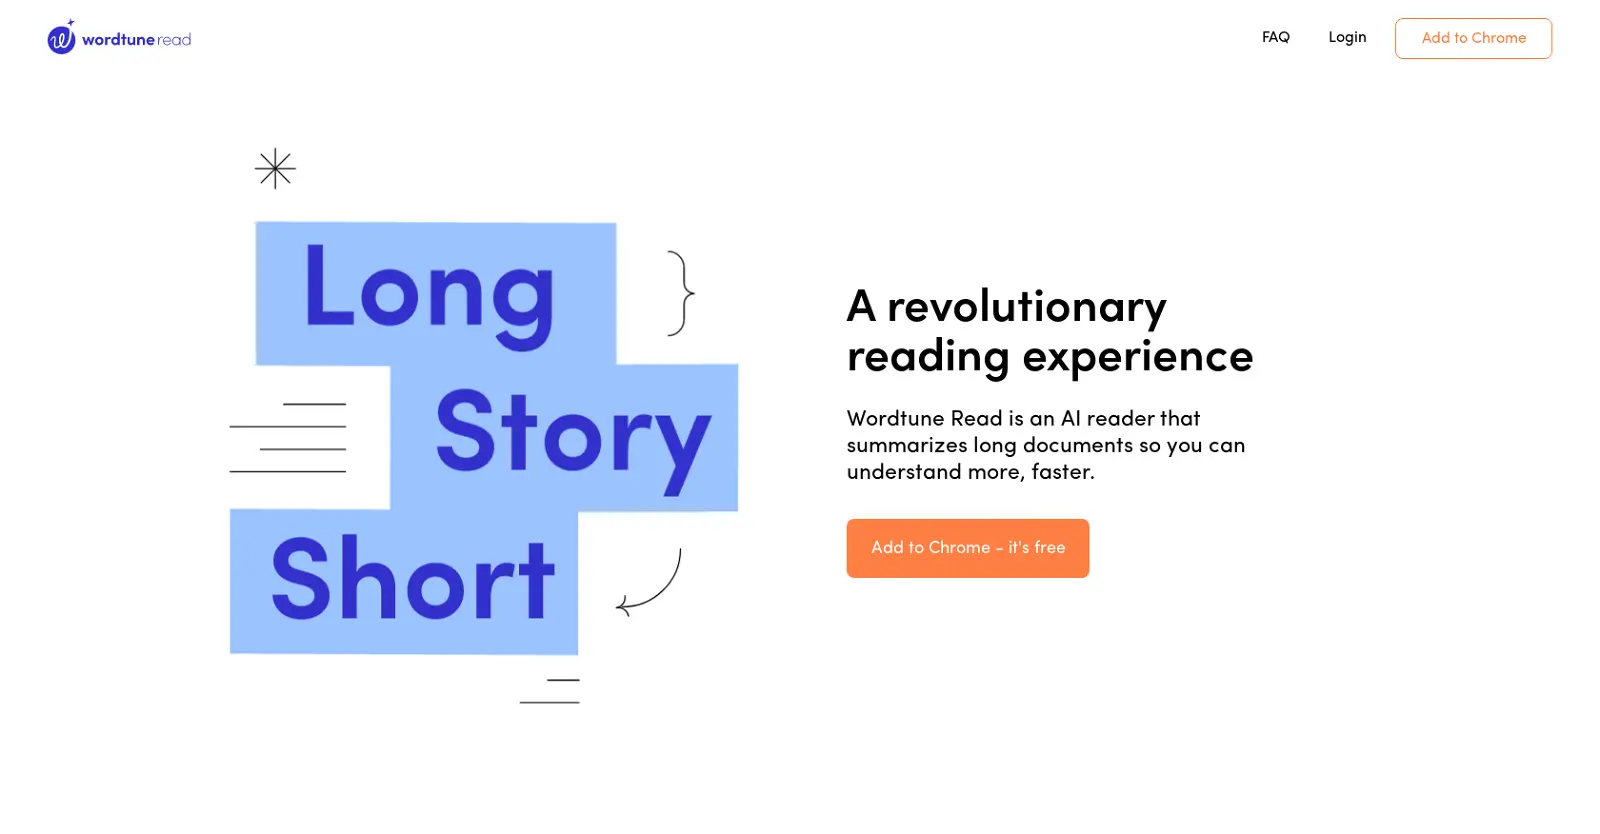 wordtune read
FAQ
Login
Add to Chrome
Long
Story
Short
A revolutionary
reading experience
Wordtune Read is an AI reader that
summarizes long documents so you can
understand more, faster.
Add to Chrome - it's free